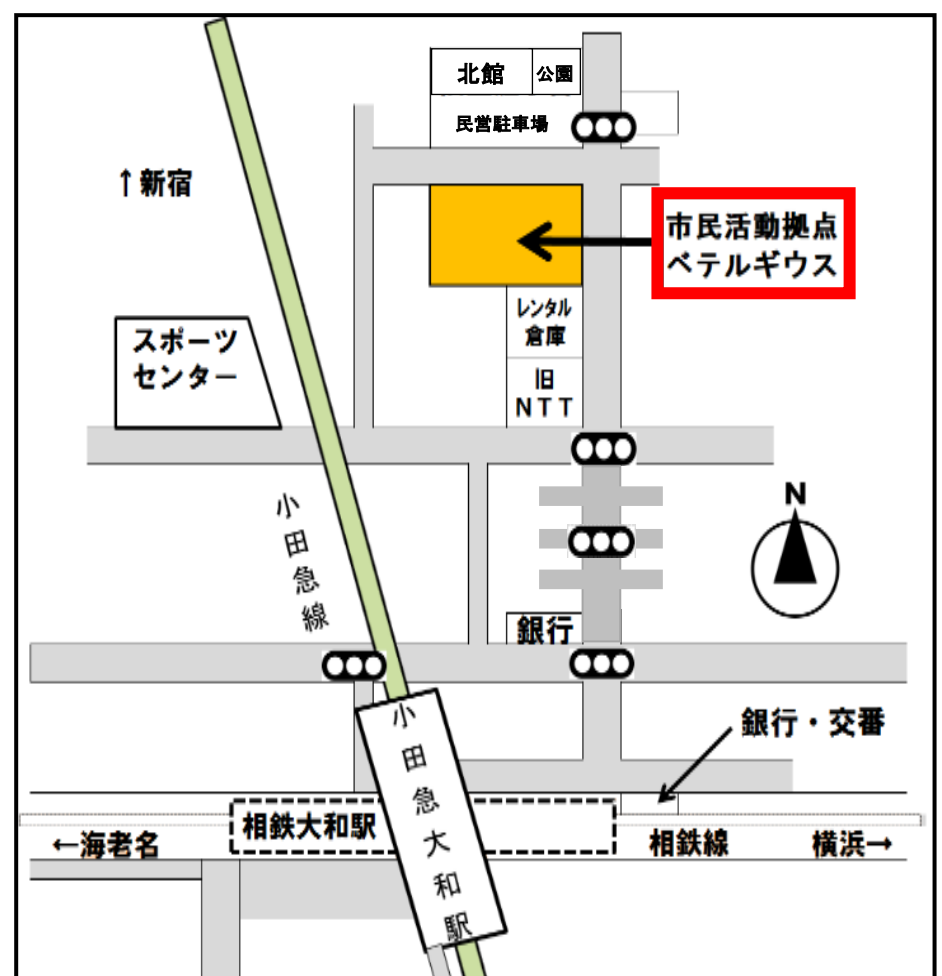 北館
公園
民営駐車場
↑新宿
市民活動拠点
ベテルギウス
レンタル
倉庫
スポーツ
センター
旧
NTT
小田急線
N
銀行
銀行・交番
小田急大和駅
相鉄大和駅
←海老名
相鉄線
横浜→